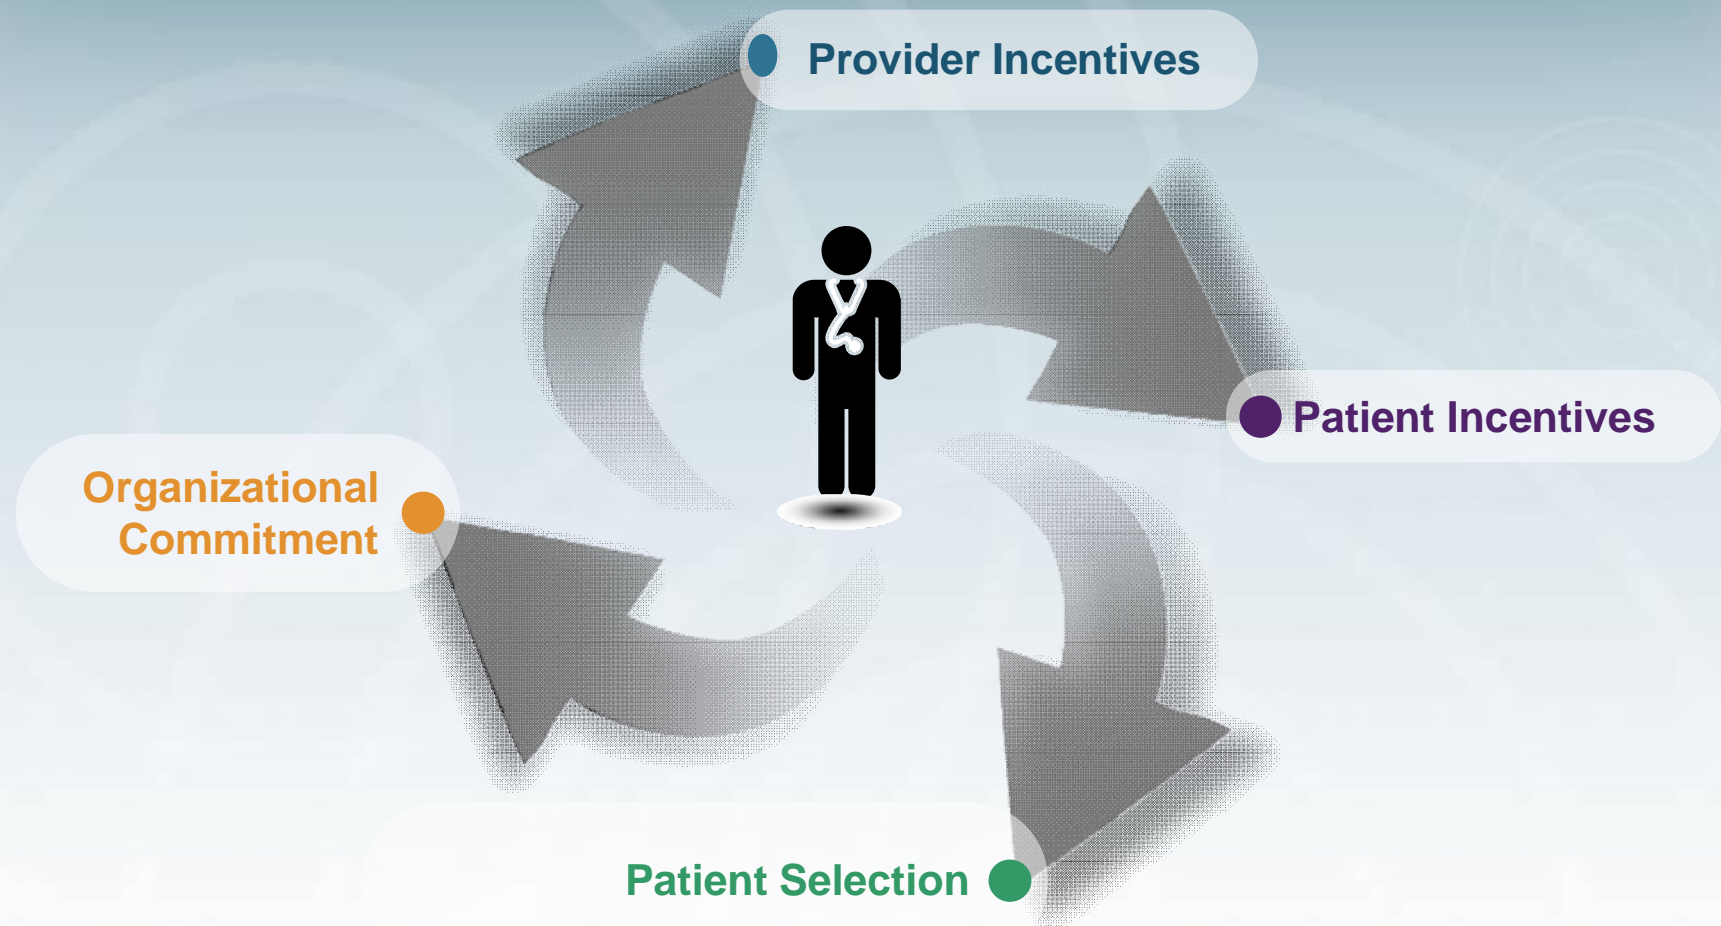 Provider Incentives
Patient Incentives
Organizational
Commitment
Patient Selection